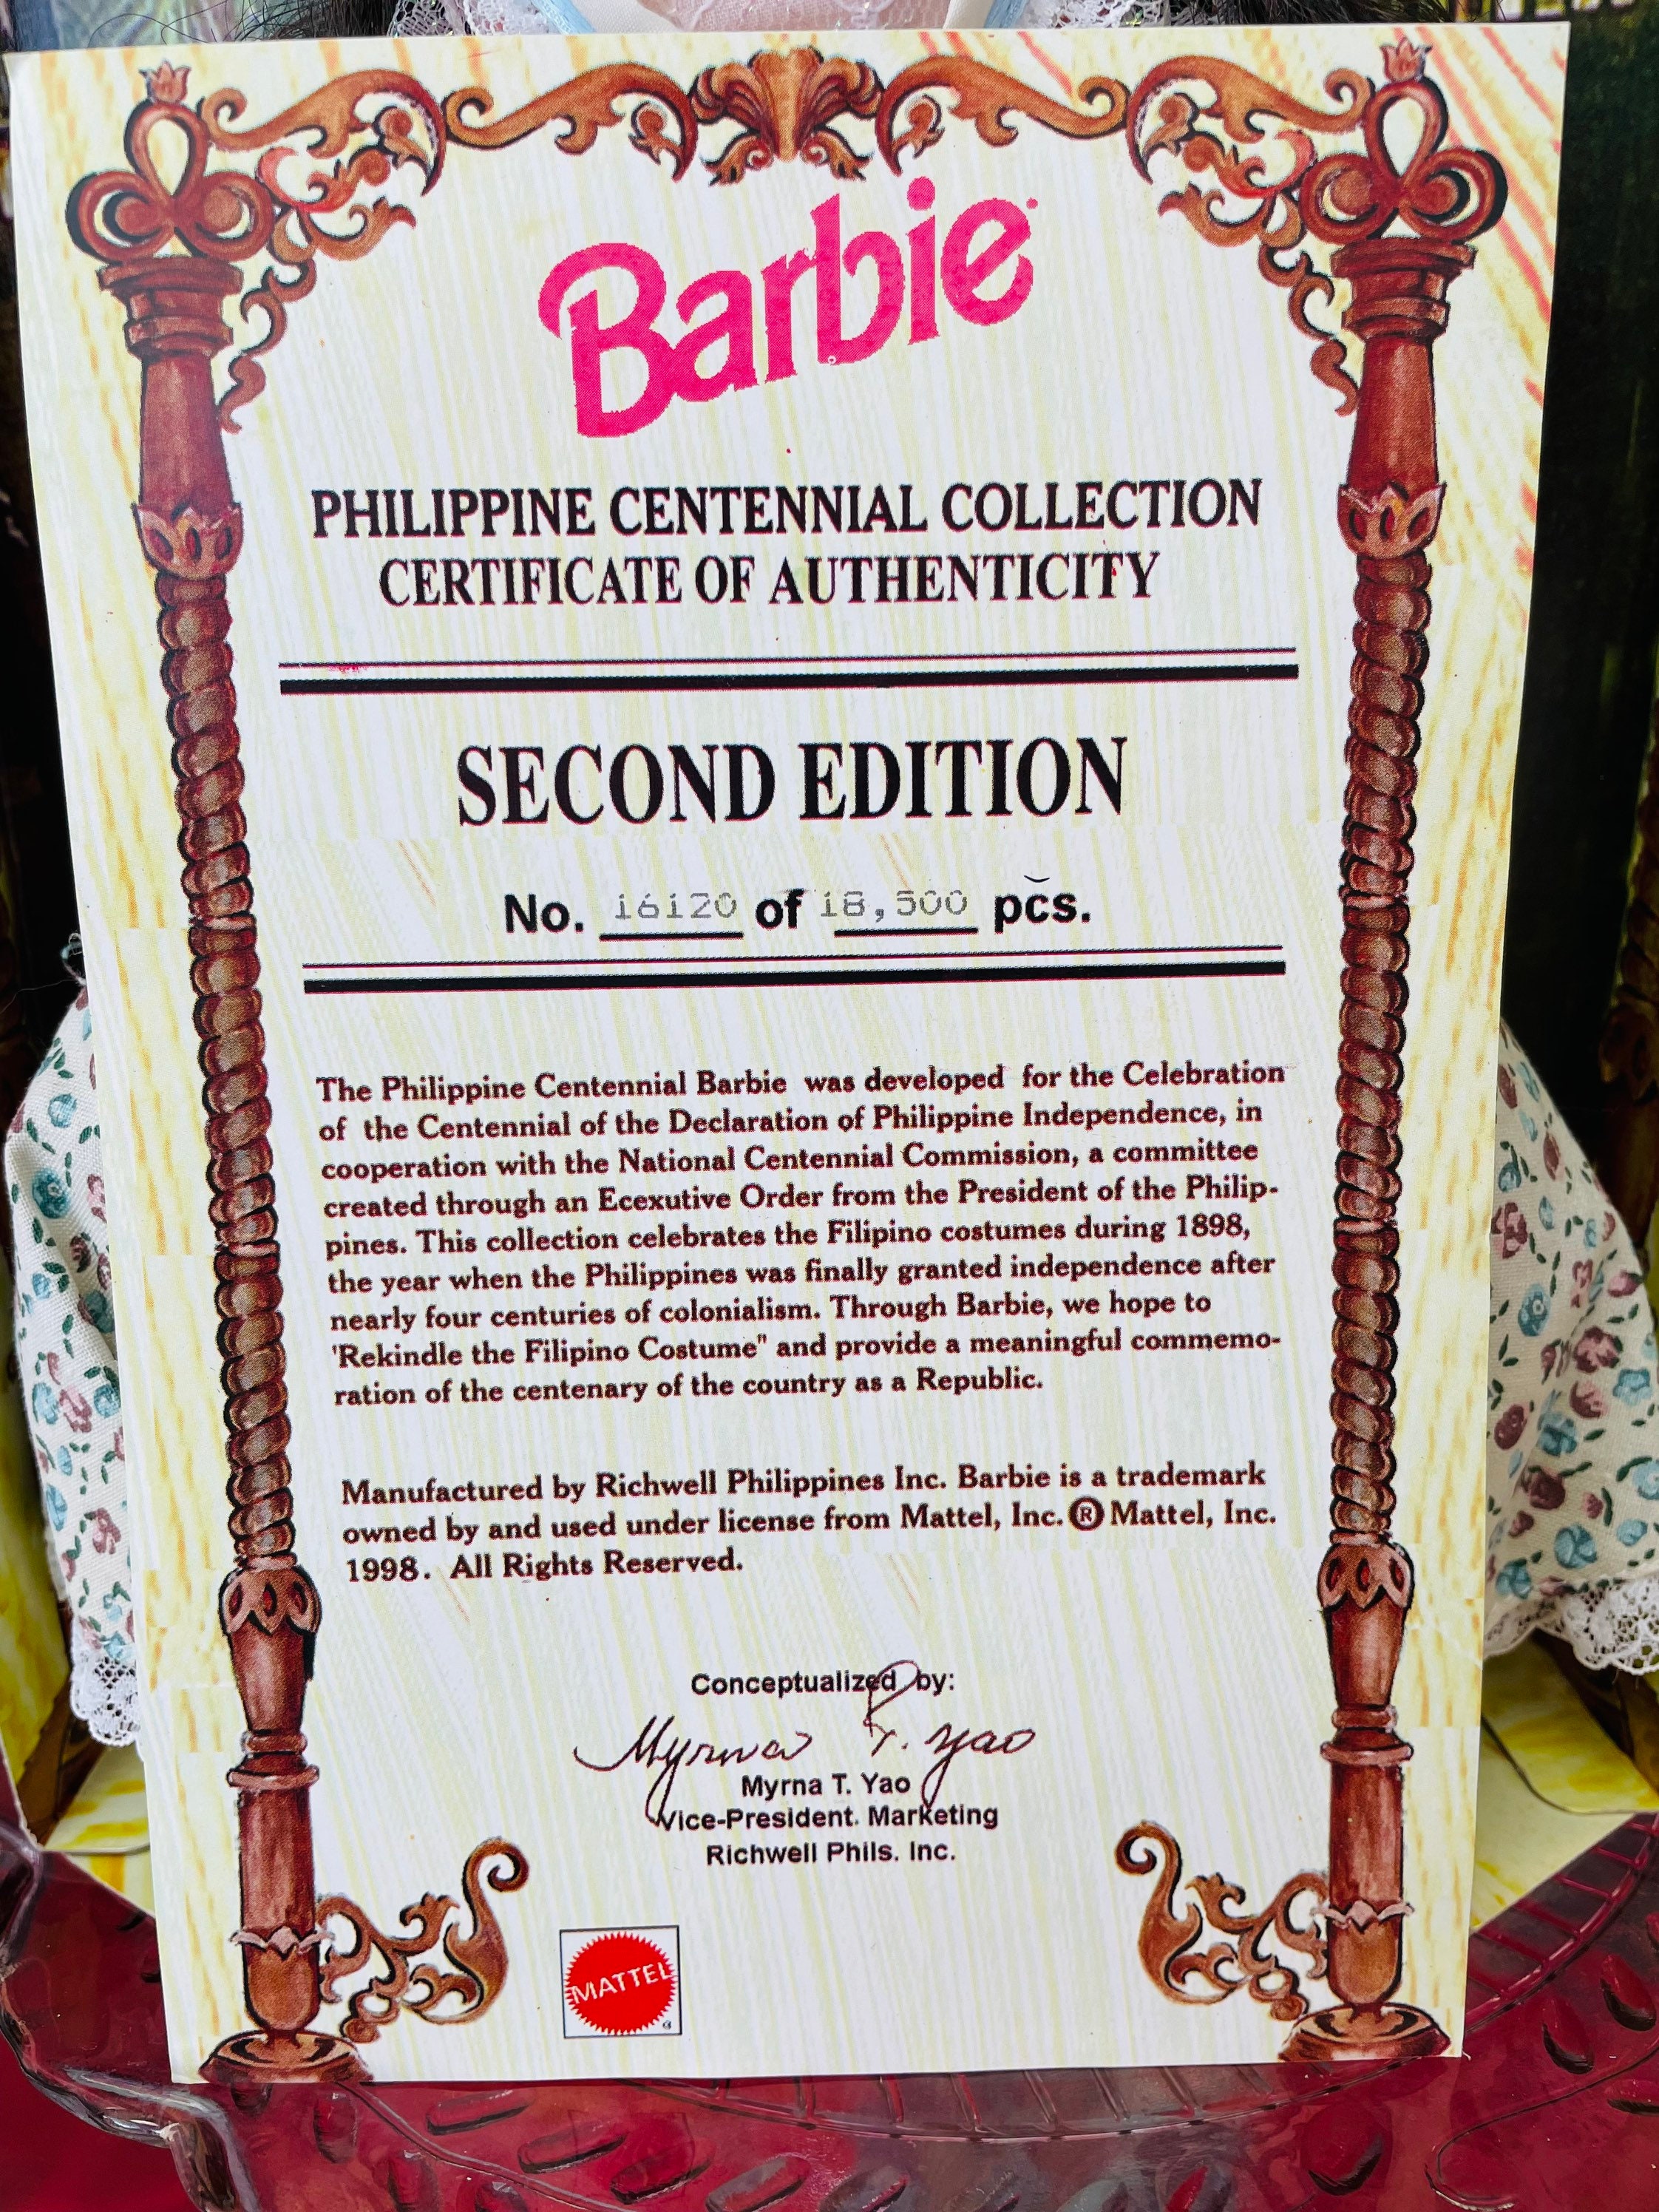 Barbie
PHILIPPINE CENTENNIAL COLLECTION
CERTIFICATE OF AUTHENTICITY
SECOND EDITION
No. 16120 of 18,500 pcs.
The Philippine Centennial Barbie was developed for the Celebration
of the Centennial of the Declaration of Philippine Independence, in
cooperation with the National Centennial Commission, a committee
created through an Ecexutive Order from the President of the Philip-
pines. This collection celebrates the Filipino costumes during 1898,
the year when the Philippines was finally granted independence after
nearly four centuries of colonialism. Through Barbie, we hope to
'Rekindle the Filipino Costume" and provide a meaningful commemo-
ration of the centenary of the country as a Republic.
Manufactured by Richwell Philippines Inc. Barbie is a trademark
owned by and used under license from Mattel, Inc. ® Mattel, Inc.
1998. All Rights Reserved.
Conceptualized by:
Myrna T. Yao
Myrna T. Yao
Vice-President. Marketing
Richwell Phils. Inc.
MATTEL